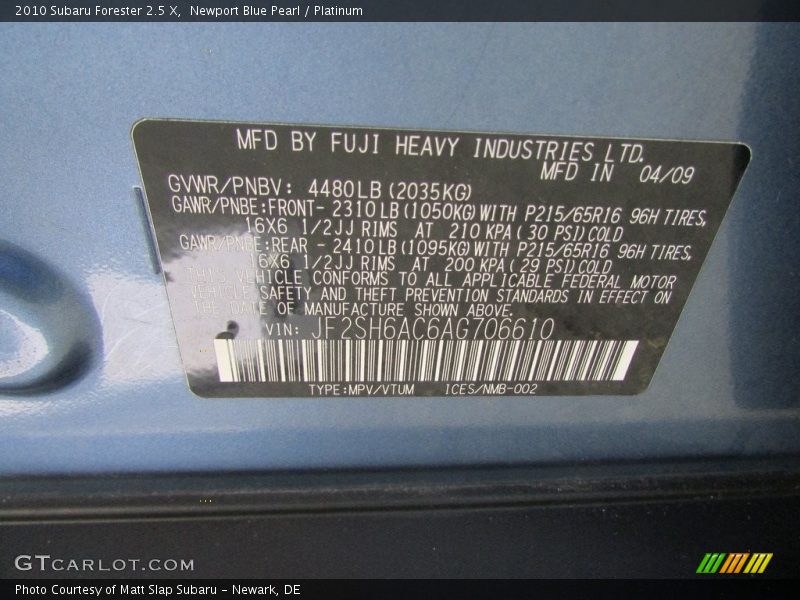 2010 Subaru Forester 2.5 X,  Newport Blue Pearl / Platinum
MFD BY FUJI HEAVY INDUSTRIES LTD.
MFD IN 04/09
GVWR/PNBV: 4480LB(2035KG)
GAWR/PNBE:FRONT- 2310LB(1050KG)WITH P215/65R16 96H TIRES,
16X6 1/2JJ RIMS AT 210 KPA( 30 PSI)COLD
GAWR/PNBE:REAR - 2410LB(1095KG)WITH P215/65R16 96H TIRES,
16X6 1/2JJ RIMS AT 200 KPA( 29 PSI)COLD
THIS VEHICLE CONFORMS TO ALL APPLICABLE FEDERAL MOTOR
VEHICLE SAFETY AND THEFT PREVENTION STANDARDS IN EFFECT ON
THE DATE OF MANUFACTURE SHOWN ABOVE.
VIN: JF2SH6AC6AG706610
TYPE:MPV/VTUM ICES/NMB-002
GTCARLOT.COM
Photo Courtesy of Matt Slap Subaru - Newark, DE